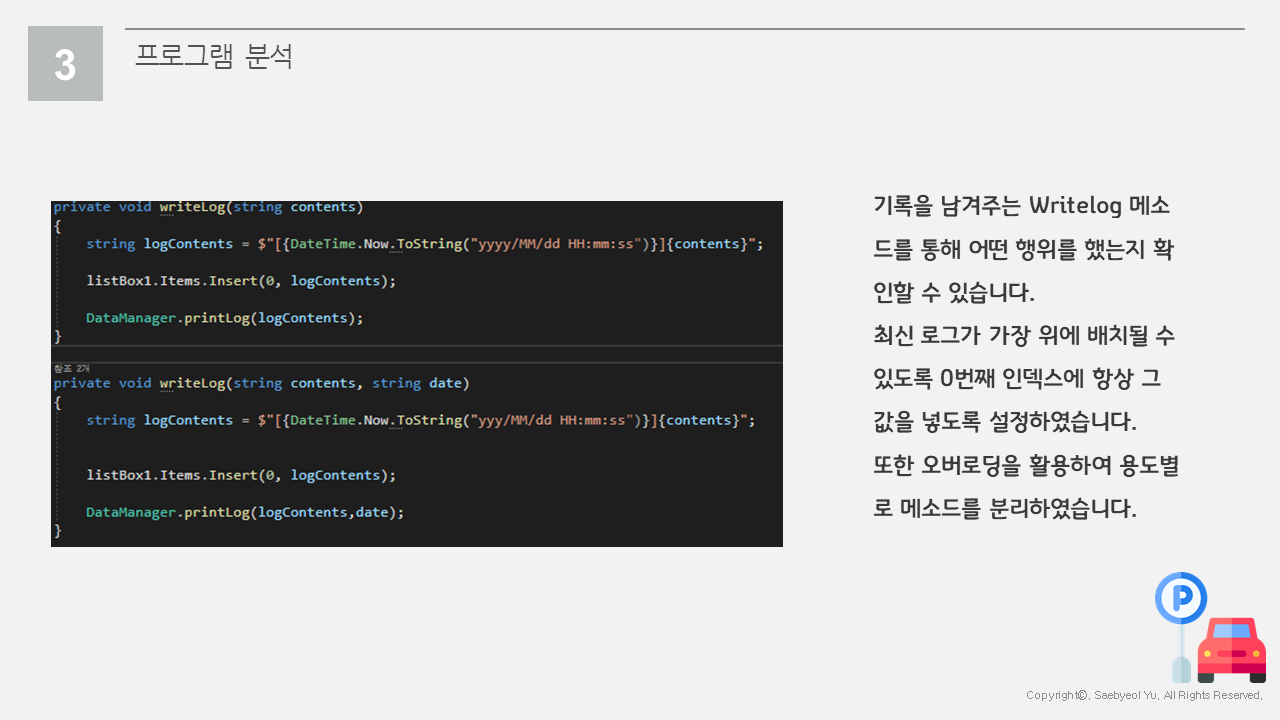 3
프로그램 분석
private void writeLog(string contents)
{
string logContents = $"[{DateTime.Now.ToString("yyyy/MM/dd HH:mm:ss")}]{contents}";
listBox1.Items.Insert(0, logContents);
DataManager.printLog(logContents);
}
참조 2개
private void writeLog(string contents, string date)
{
string logContents = $"[{DateTime.Now.ToString("yyy/MM/dd HH:mm:ss")}]{contents}";
listBox1.Items.Insert(0, logContents);
DataManager.printLog(logContents,date);
}
기록을 남겨주는 Writelog 메소
드를 통해 어떤 행위를 했는지 확
인할 수 있습니다.
최신 로그가 가장 위에 배치될 수
있도록 0번째 인덱스에 항상 그
값을 넣도록 설정하였습니다.
또한 오버로딩을 활용하여 용도별
로 메소드를 분리하였습니다.
P
Copyright©. Saebyeol Yu. All Rights Reserved.